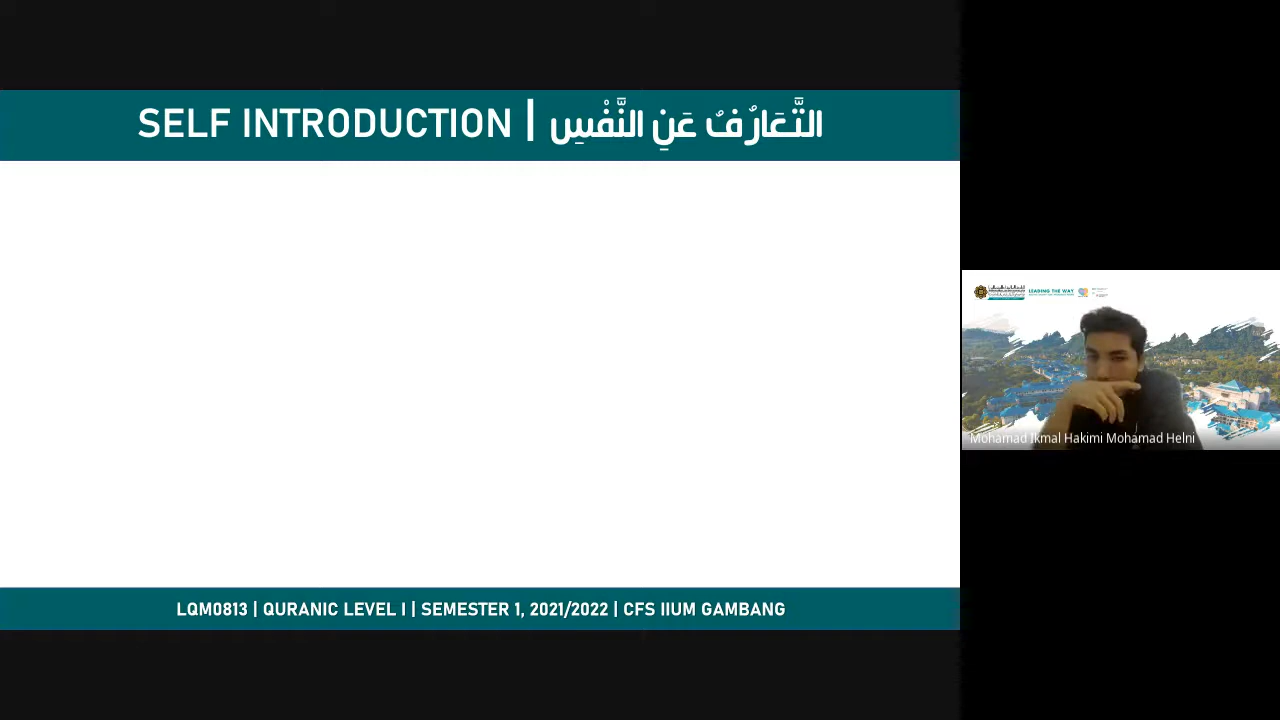 SELF INTRODUCTION | التَّعَارُفُ عَنِ النَّفْسِ
LEADING THE WAY
Mohamad Ikmal Hakimi Mohamad Helni
LQM0813 | QURANIC LEVEL I | SEMESTER 1, 2021/2022 | CFS IIUM GAMBANG